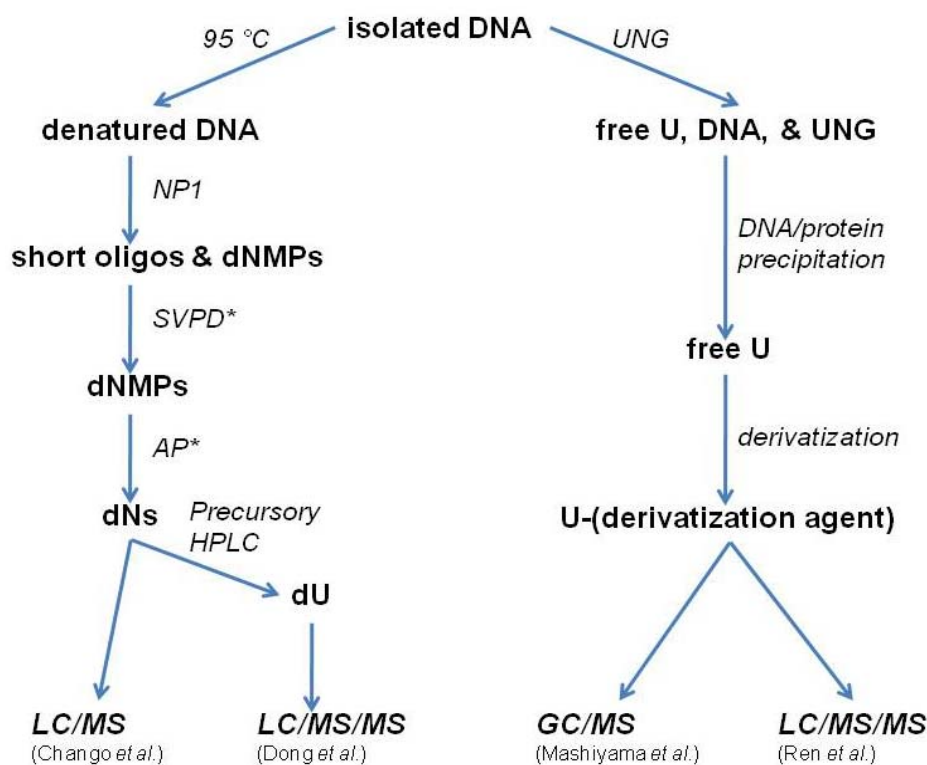 isolated DNA
95 °C
UNG
denatured DNA
free U, DNA, & UNG
NP1
DNA/protein
precipitation
short oligos & dNMPs
SVPD*
free U
dNMPs
derivatization
AP*
dNs
Precursory
HPLC
U-(derivatization agent)
dU
LC/MS
(Chango et al.)
LC/MS/MS
(Dong et al.)
GC/MS
(Mashiyama et al.)
LC/MS/MS
(Ren et al.)